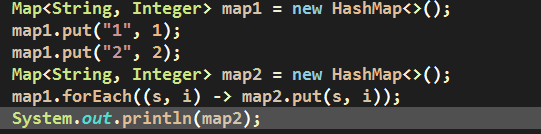 Map<String, Integer> map1 = new HashMap<>();
map1.put("1", 1);
map1.put("2", 2);
Map<String, Integer> map2 = new HashMap<>();
map1.forEach((s, i) -> map2.put(s, i));
System.out.println(map2);